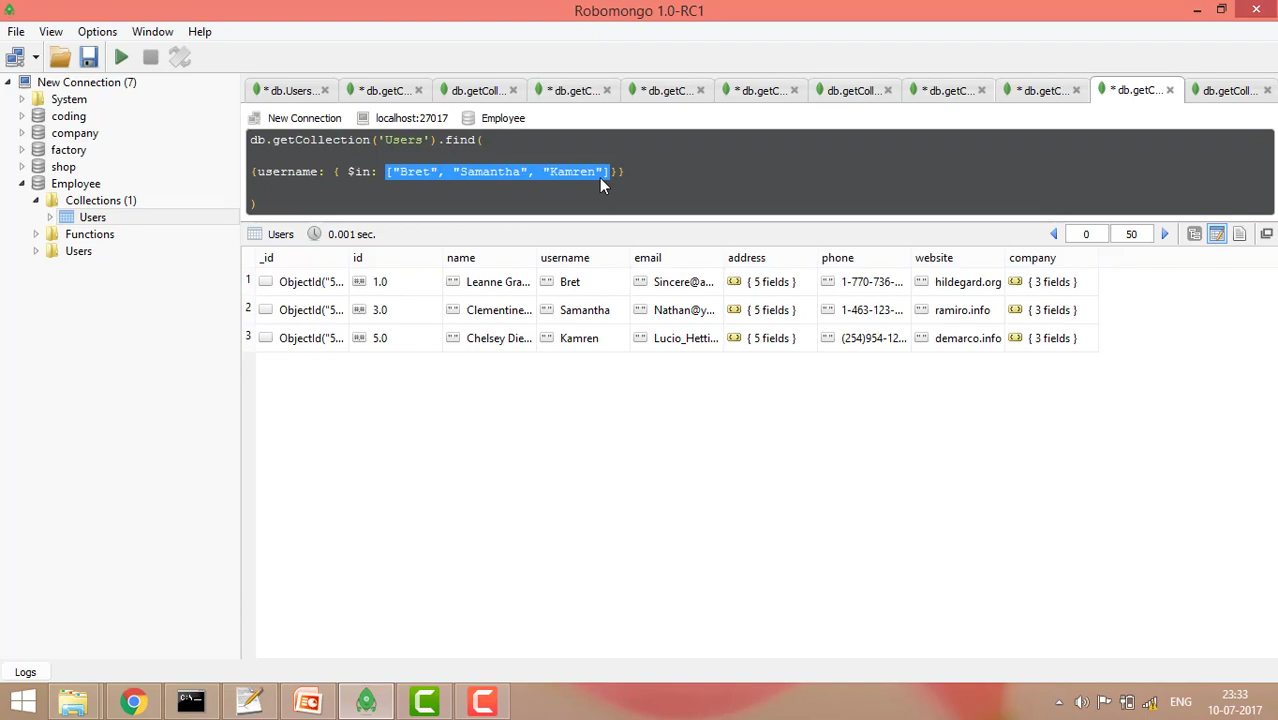 Robomongo 1.0-RC1
File View Options Window Help
New Connection (7)
System
coding
company
factory
shop
Employee
Collections (1)
Users
Functions
Users
* db.Users... * db.getC... db.getColl... * db.getC... * db.getC... * db.getC... db.getColl... * db.getC... * db.getC... * db.getC... db.getColl...
New Connection localhost:27017 Employee
db.getCollection('Users').find(
{username: { $in: ["Bret", "Samantha", "Kamren"]}}
)
Users 0.001 sec. 0 50
_id id name username email address phone website company
1 ObjectId("5... 1.0 Leanne Gra... Bret Sincere@a... { 5 fields } 1-770-736-... hildegard.org { 3 fields }
2 ObjectId("5... 3.0 Clementine... Samantha Nathan@y... { 5 fields } 1-463-123-... ramiro.info { 3 fields }
3 ObjectId("5... 5.0 Chelsey Die... Kamren Lucio_Hetti... { 5 fields } (254)954-12... demarco.info { 3 fields }
Logs
ENG
23:33
10-07-2017